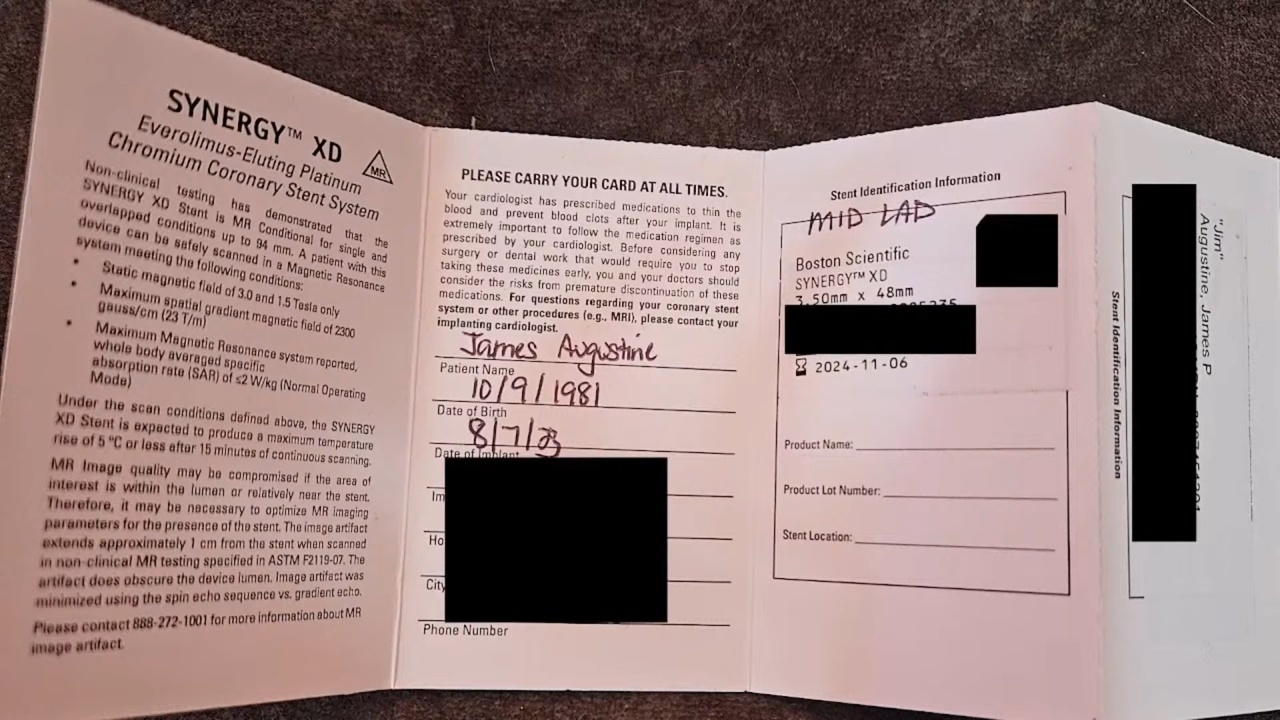 SYNERGY™ XD
Everolimus-Eluting Platinum
Chromium Coronary Stent System
MR
Non-clinical testing has demonstrated that the
SYNERGY XD Stent is MR Conditional for single and
overlapped conditions up to 94 mm. A patient with this
device can be safely scanned in a Magnetic Resonance
system meeting the following conditions:
• Static magnetic field of 3.0 and 1.5 Tesla only
• Maximum spatial gradient magnetic field of 2300
gauss/cm (23 T/m)
• Maximum Magnetic Resonance system reported,
whole body averaged specific
absorption rate (SAR) of ≤2 W/kg (Normal Operating
Mode)
Under the scan conditions defined above, the SYNERGY
XD Stent is expected to produce a maximum temperature
rise of 5 °C or less after 15 minutes of continuous scanning.
MR Image quality may be compromised if the area of
interest is within the lumen or relatively near the stent.
Therefore, it may be necessary to optimize MR imaging
parameters for the presence of the stent. The image artifact
extends approximately 1 cm from the stent when scanned
in non-clinical MR testing specified in ASTM F2119-07. The
artifact does obscure the device lumen. Image artifact was
minimized using the spin echo sequence vs. gradient echo.
Please contact 888-272-1001 for more information about MR
image artifact.
PLEASE CARRY YOUR CARD AT ALL TIMES.
Your cardiologist has prescribed medications to thin the
blood and prevent blood clots after your implant. It is
extremely important to follow the medication regimen as
prescribed by your cardiologist. Before considering any
surgery or dental work that would require you to stop
taking these medicines early, you and your doctors should
consider the risks from premature discontinuation of these
medications. For questions regarding your coronary stent
system or other procedures (e.g., MRI), please contact your
implanting cardiologist.
James Augustine
Patient Name
10/9/1981
Date of Birth
8/7/23
Date of Implant
Im
Ho
City
Phone Number
Stent Identification Information
MID LAD
Boston Scientific
SYNERGY™ XD
3.50mm x 48mm
2024-11-06
Product Name:
Product Lot Number:
Stent Location:
Stent Identification Information
"Jim"
Augustine, James P